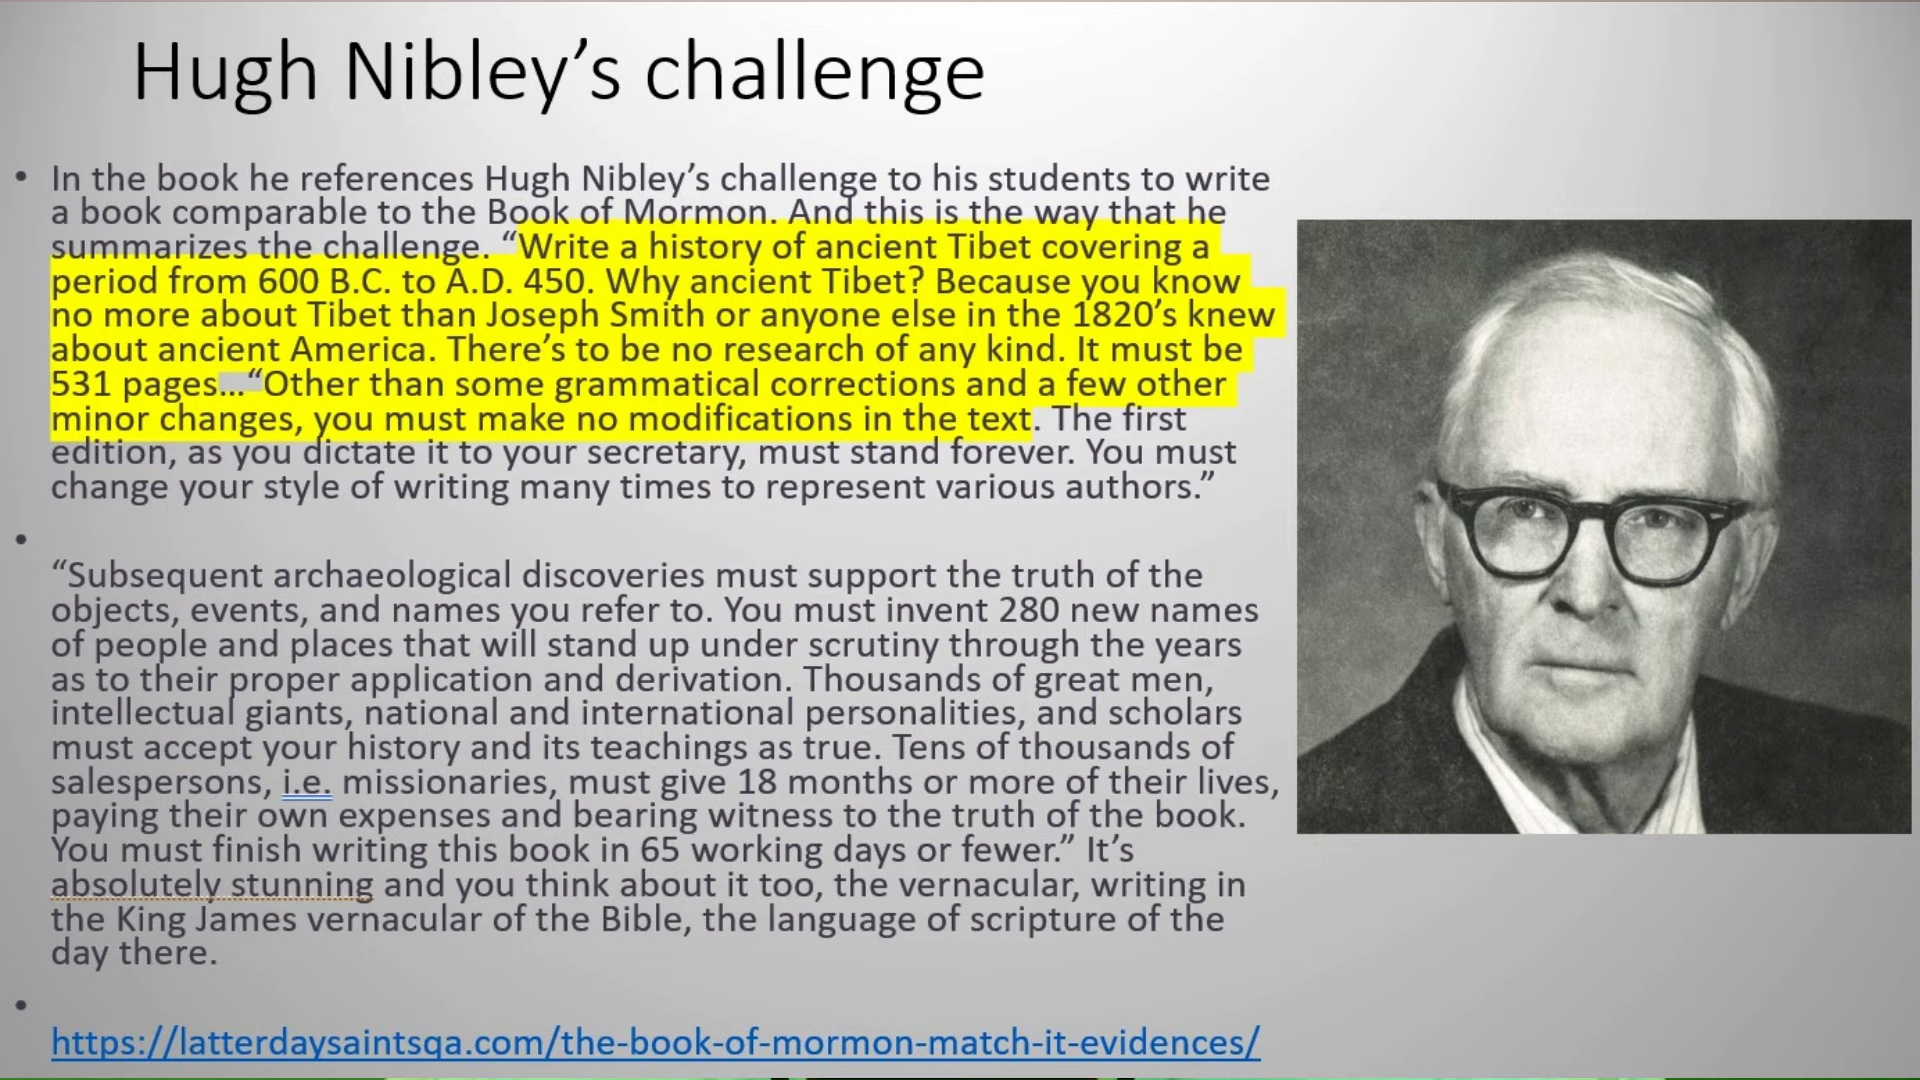 Hugh Nibley’s challenge
• In the book he references Hugh Nibley’s challenge to his students to write
a book comparable to the Book of Mormon. And this is the way that he
summarizes the challenge. “Write a history of ancient Tibet covering a
period from 600 B.C. to A.D. 450. Why ancient Tibet? Because you know
no more about Tibet than Joseph Smith or anyone else in the 1820’s knew
about ancient America. There’s to be no research of any kind. It must be
531 pages…“Other than some grammatical corrections and a few other
minor changes, you must make no modifications in the text. The first
edition, as you dictate it to your secretary, must stand forever. You must
change your style of writing many times to represent various authors.”
•
“Subsequent archaeological discoveries must support the truth of the
objects, events, and names you refer to. You must invent 280 new names
of people and places that will stand up under scrutiny through the years
as to their proper application and derivation. Thousands of great men,
intellectual giants, national and international personalities, and scholars
must accept your history and its teachings as true. Tens of thousands of
salespersons, i.e. missionaries, must give 18 months or more of their lives,
paying their own expenses and bearing witness to the truth of the book.
You must finish writing this book in 65 working days or fewer.” It’s
absolutely stunning and you think about it too, the vernacular, writing in
the King James vernacular of the Bible, the language of scripture of the
day there.
•
https://latterdaysaintsqa.com/the-book-of-mormon-match-it-evidences/